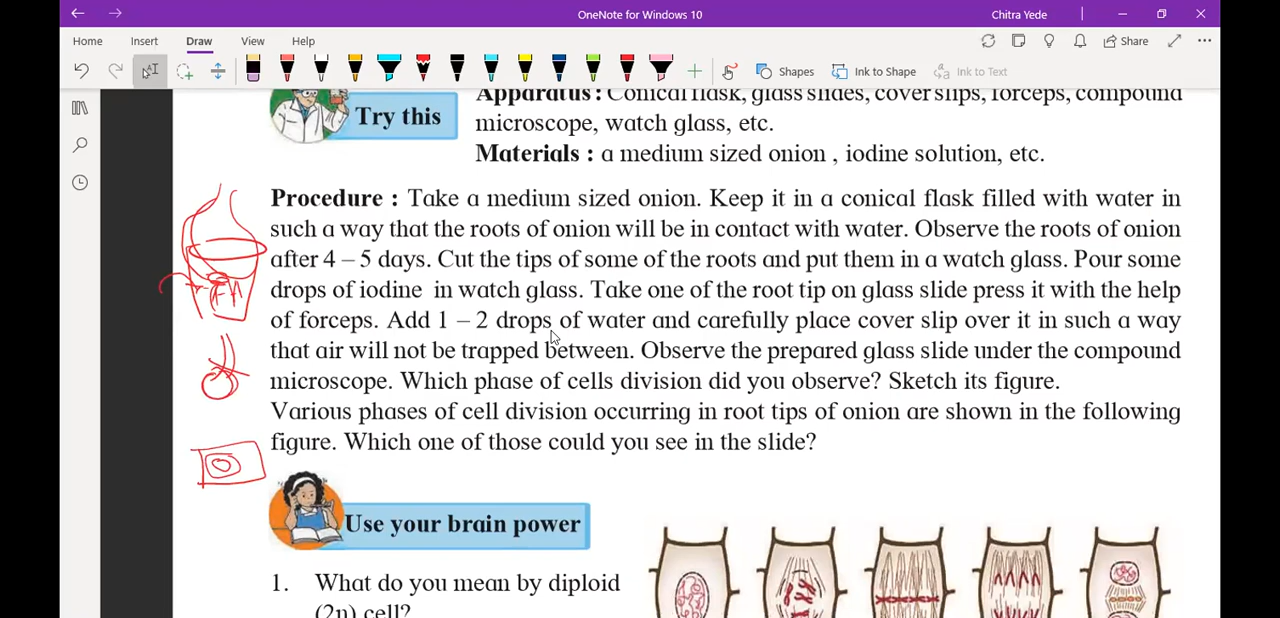 OneNote for Windows 10
Chitra Yede
Home Insert Draw View Help
Share
Shapes
Ink to Shape
Ink to Text
Apparatus : Conical flask, glass slides, cover slips, forceps, compound
Try this
microscope, watch glass, etc.
Materials : a medium sized onion , iodine solution, etc.
Procedure : Take a medium sized onion. Keep it in a conical flask filled with water in
such a way that the roots of onion will be in contact with water. Observe the roots of onion
after 4 – 5 days. Cut the tips of some of the roots and put them in a watch glass. Pour some
drops of iodine in watch glass. Take one of the root tip on glass slide press it with the help
of forceps. Add 1 – 2 drops of water and carefully place cover slip over it in such a way
that air will not be trapped between. Observe the prepared glass slide under the compound
microscope. Which phase of cells division did you observe? Sketch its figure.
Various phases of cell division occurring in root tips of onion are shown in the following
figure. Which one of those could you see in the slide?
Use your brain power
1. What do you mean by diploid
(2n) cell?